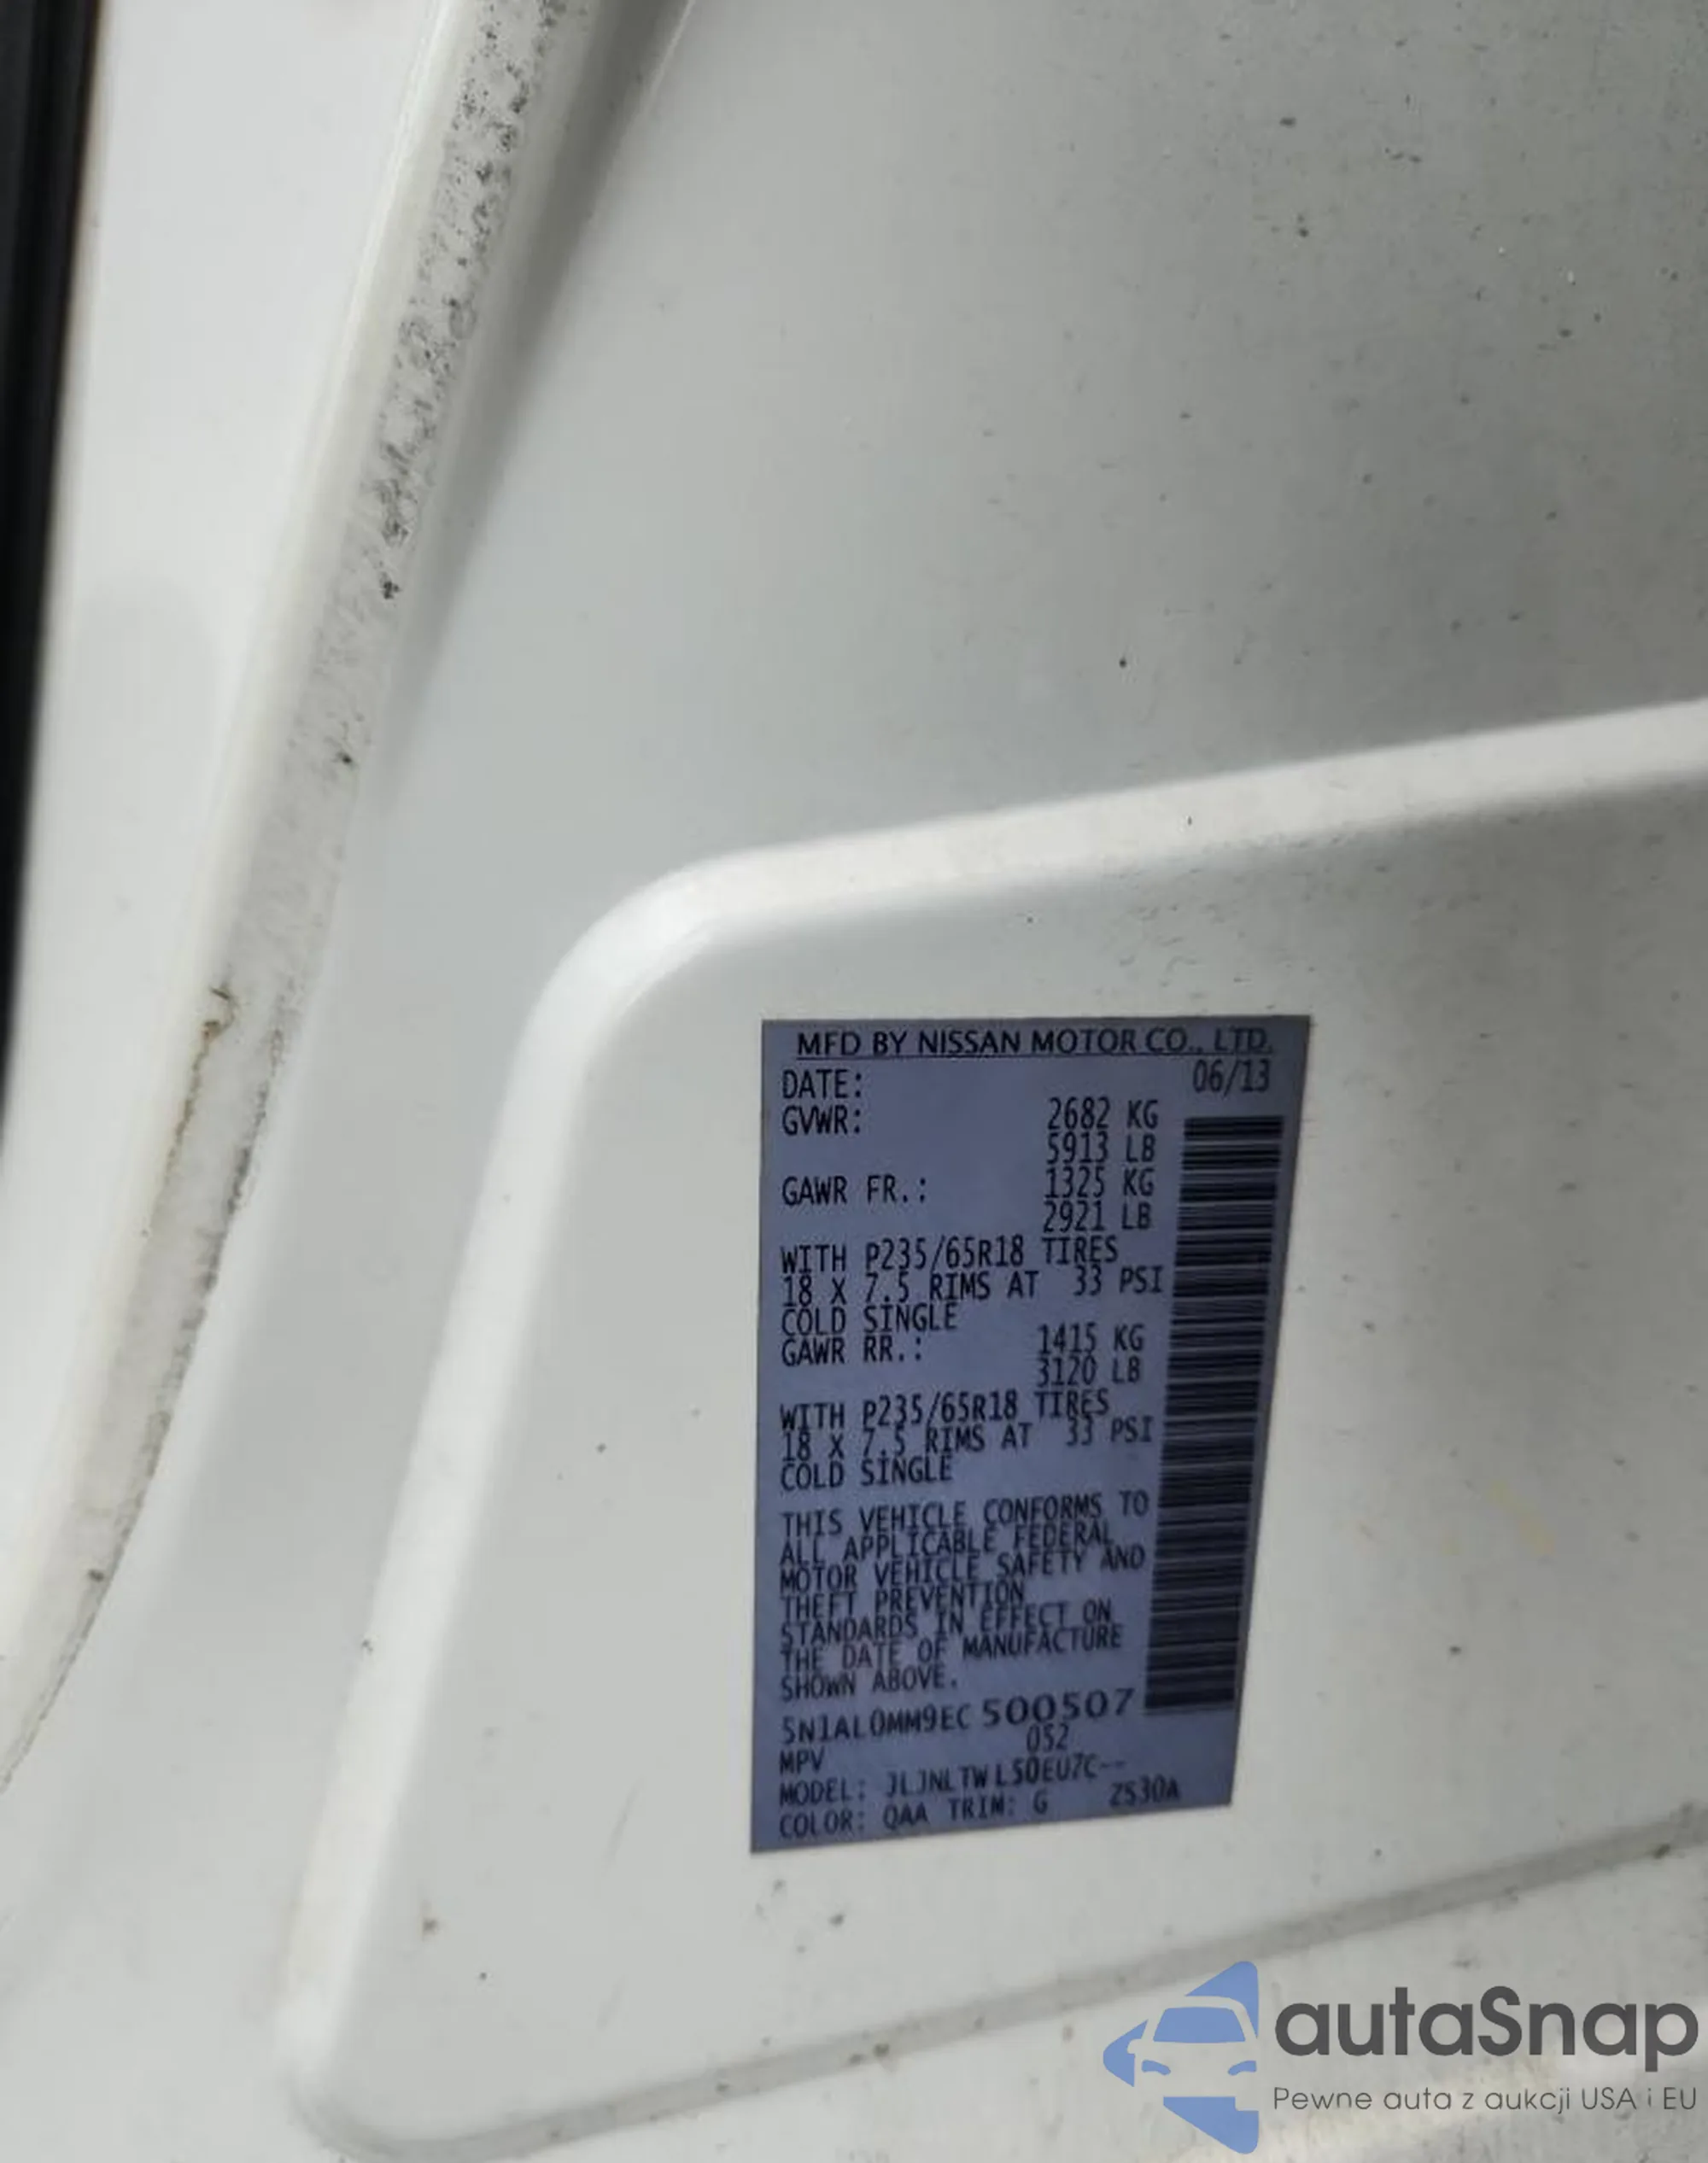 MFD BY NISSAN MOTOR CO., LTD.
DATE: 06/13
GVWR: 2682 KG
5913 LB
GAWR FR.: 1325 KG
2921 LB
WITH P235/65R18 TIRES
18 X 7.5 RIMS AT 33 PSI
COLD SINGLE
GAWR RR.: 1415 KG
3120 LB
WITH P235/65R18 TIRES
18 X 7.5 RIMS AT 33 PSI
COLD SINGLE
THIS VEHICLE CONFORMS TO
ALL APPLICABLE FEDERAL
MOTOR VEHICLE SAFETY AND
THEFT PREVENTION
STANDARDS IN EFFECT ON
THE DATE OF MANUFACTURE
SHOWN ABOVE.
5N1AL0MM9EC 500507
052
MPV
MODEL: JLJNLTWL50EU7C--
COLOR: QAA TRIM: G ZS30A
autaSnap
Pewne auta z aukcji USA i EU